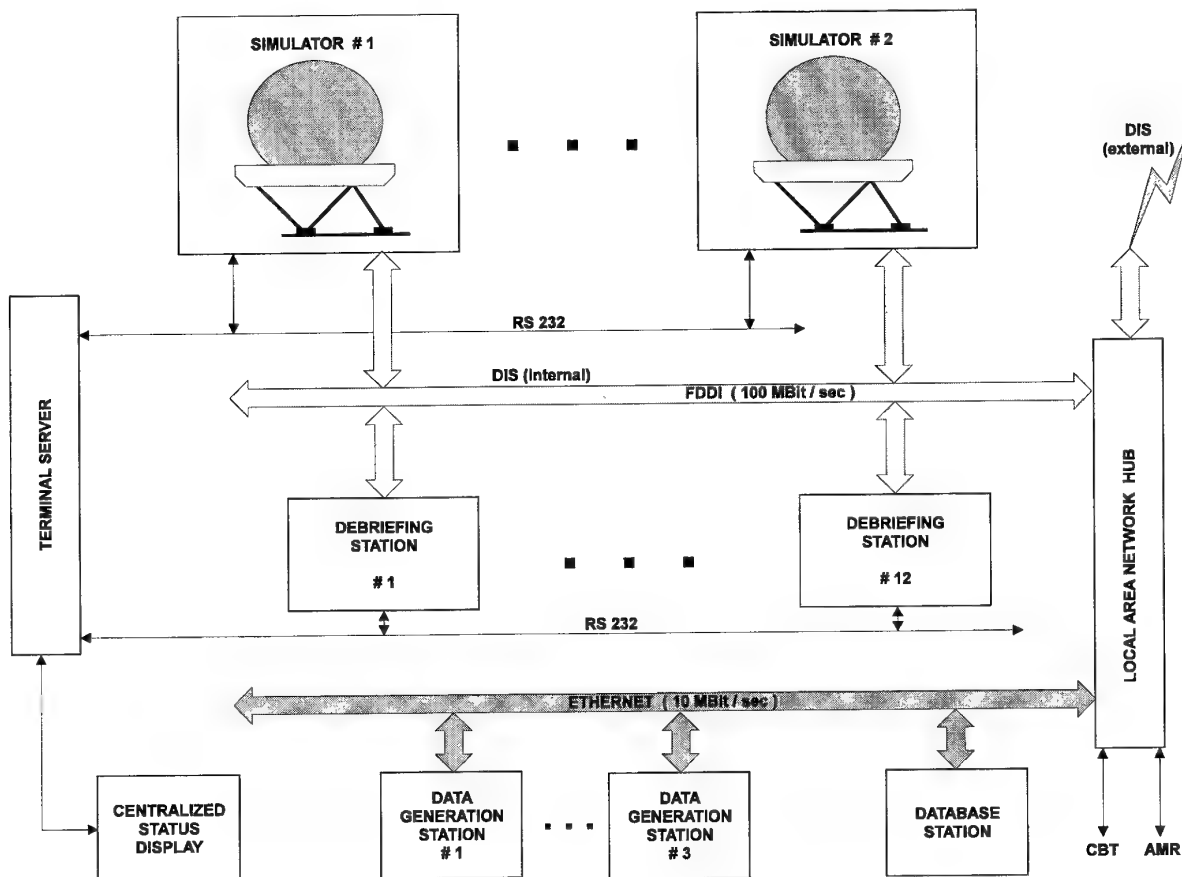 SIMULATOR # 1
SIMULATOR # 2
DIS
(external)
RS 232
DIS (internal)
FDDI ( 100 MBit / sec )
TERMINAL SERVER
LOCAL AREA NETWORK HUB
DEBRIEFING
STATION
# 1
DEBRIEFING
STATION
# 12
RS 232
ETHERNET ( 10 MBit / sec )
CENTRALIZED
STATUS
DISPLAY
DATA
GENERATION
STATION
# 1
DATA
GENERATION
STATION
# 3
DATABASE
STATION
CBT
AMR